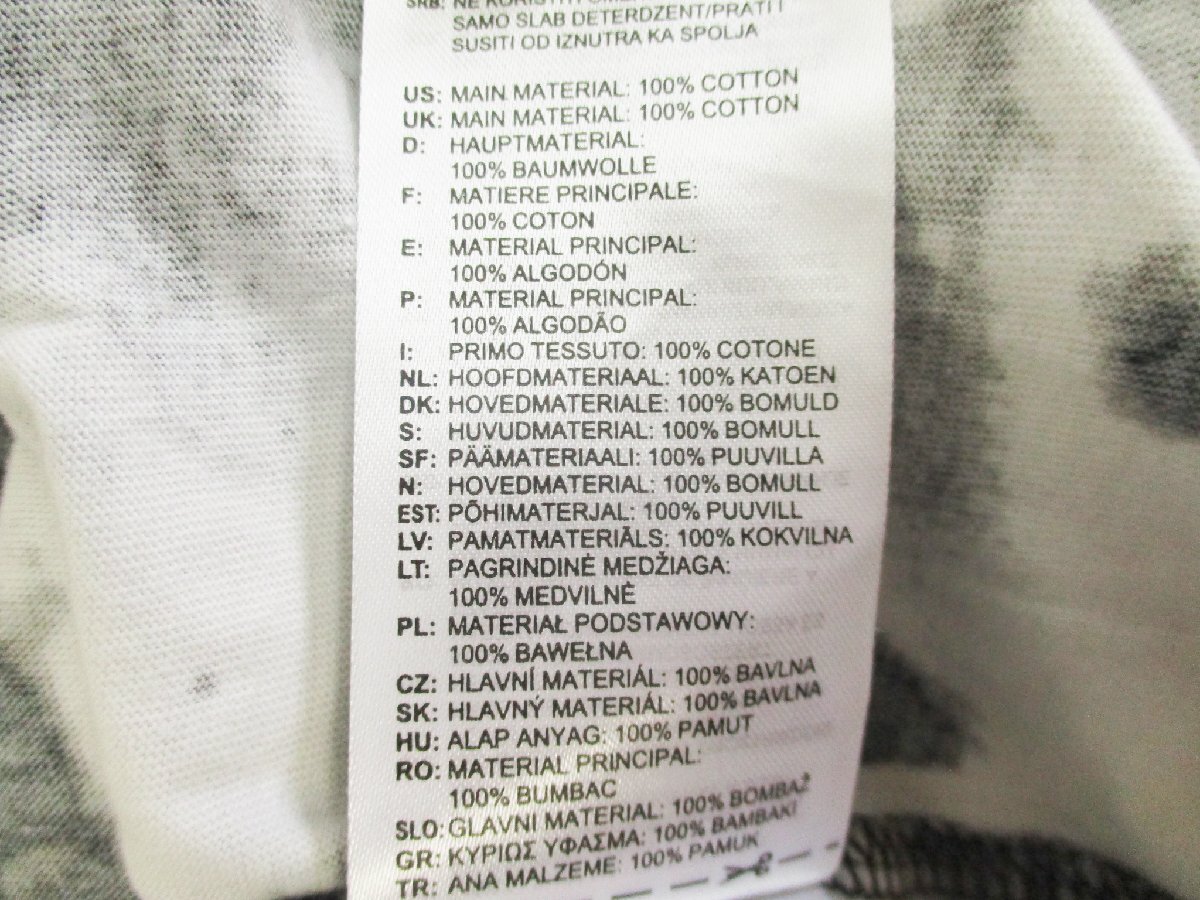 SRB: NE KORISTITI
SAMO SLAB DETERDZENT/PRATI I
SUSITI OD IZNUTRA KA SPOLJA
US: MAIN MATERIAL: 100% COTTON
UK: MAIN MATERIAL: 100% COTTON
D: HAUPTMATERIAL:
100% BAUMWOLLE
F: MATIERE PRINCIPALE:
100% COTON
E: MATERIAL PRINCIPAL:
100% ALGODÓN
P: MATERIAL PRINCIPAL:
100% ALGODÃO
I: PRIMO TESSUTO: 100% COTONE
NL: HOOFDMATERIAAL: 100% KATOEN
DK: HOVEDMATERIALE: 100% BOMULD
S: HUVUDMATERIAL: 100% BOMULL
SF: PÄÄMATERIAALI: 100% PUUVILLA
N: HOVEDMATERIAL: 100% BOMULL
EST: PÕHIMATERJAL: 100% PUUVILL
LV: PAMATMATERIĀLS: 100% KOKVILNA
LT: PAGRINDINĖ MEDŽIAGA:
100% MEDVILNĖ
PL: MATERIAŁ PODSTAWOWY:
100% BAWEŁNA
CZ: HLAVNÍ MATERIÁL: 100% BAVLNA
SK: HLAVNÝ MATERIÁL: 100% BAVLNA
HU: ALAP ANYAG: 100% PAMUT
RO: MATERIAL PRINCIPAL:
100% BUMBAC
SLO: GLAVNI MATERIAL: 100% BOMBAŽ
GR: ΚΥΡΙΩΣ ΥΦΑΣΜΑ: 100% ΒΑΜΒΑΚΙ
TR: ANA MALZEME: 100% PAMUK